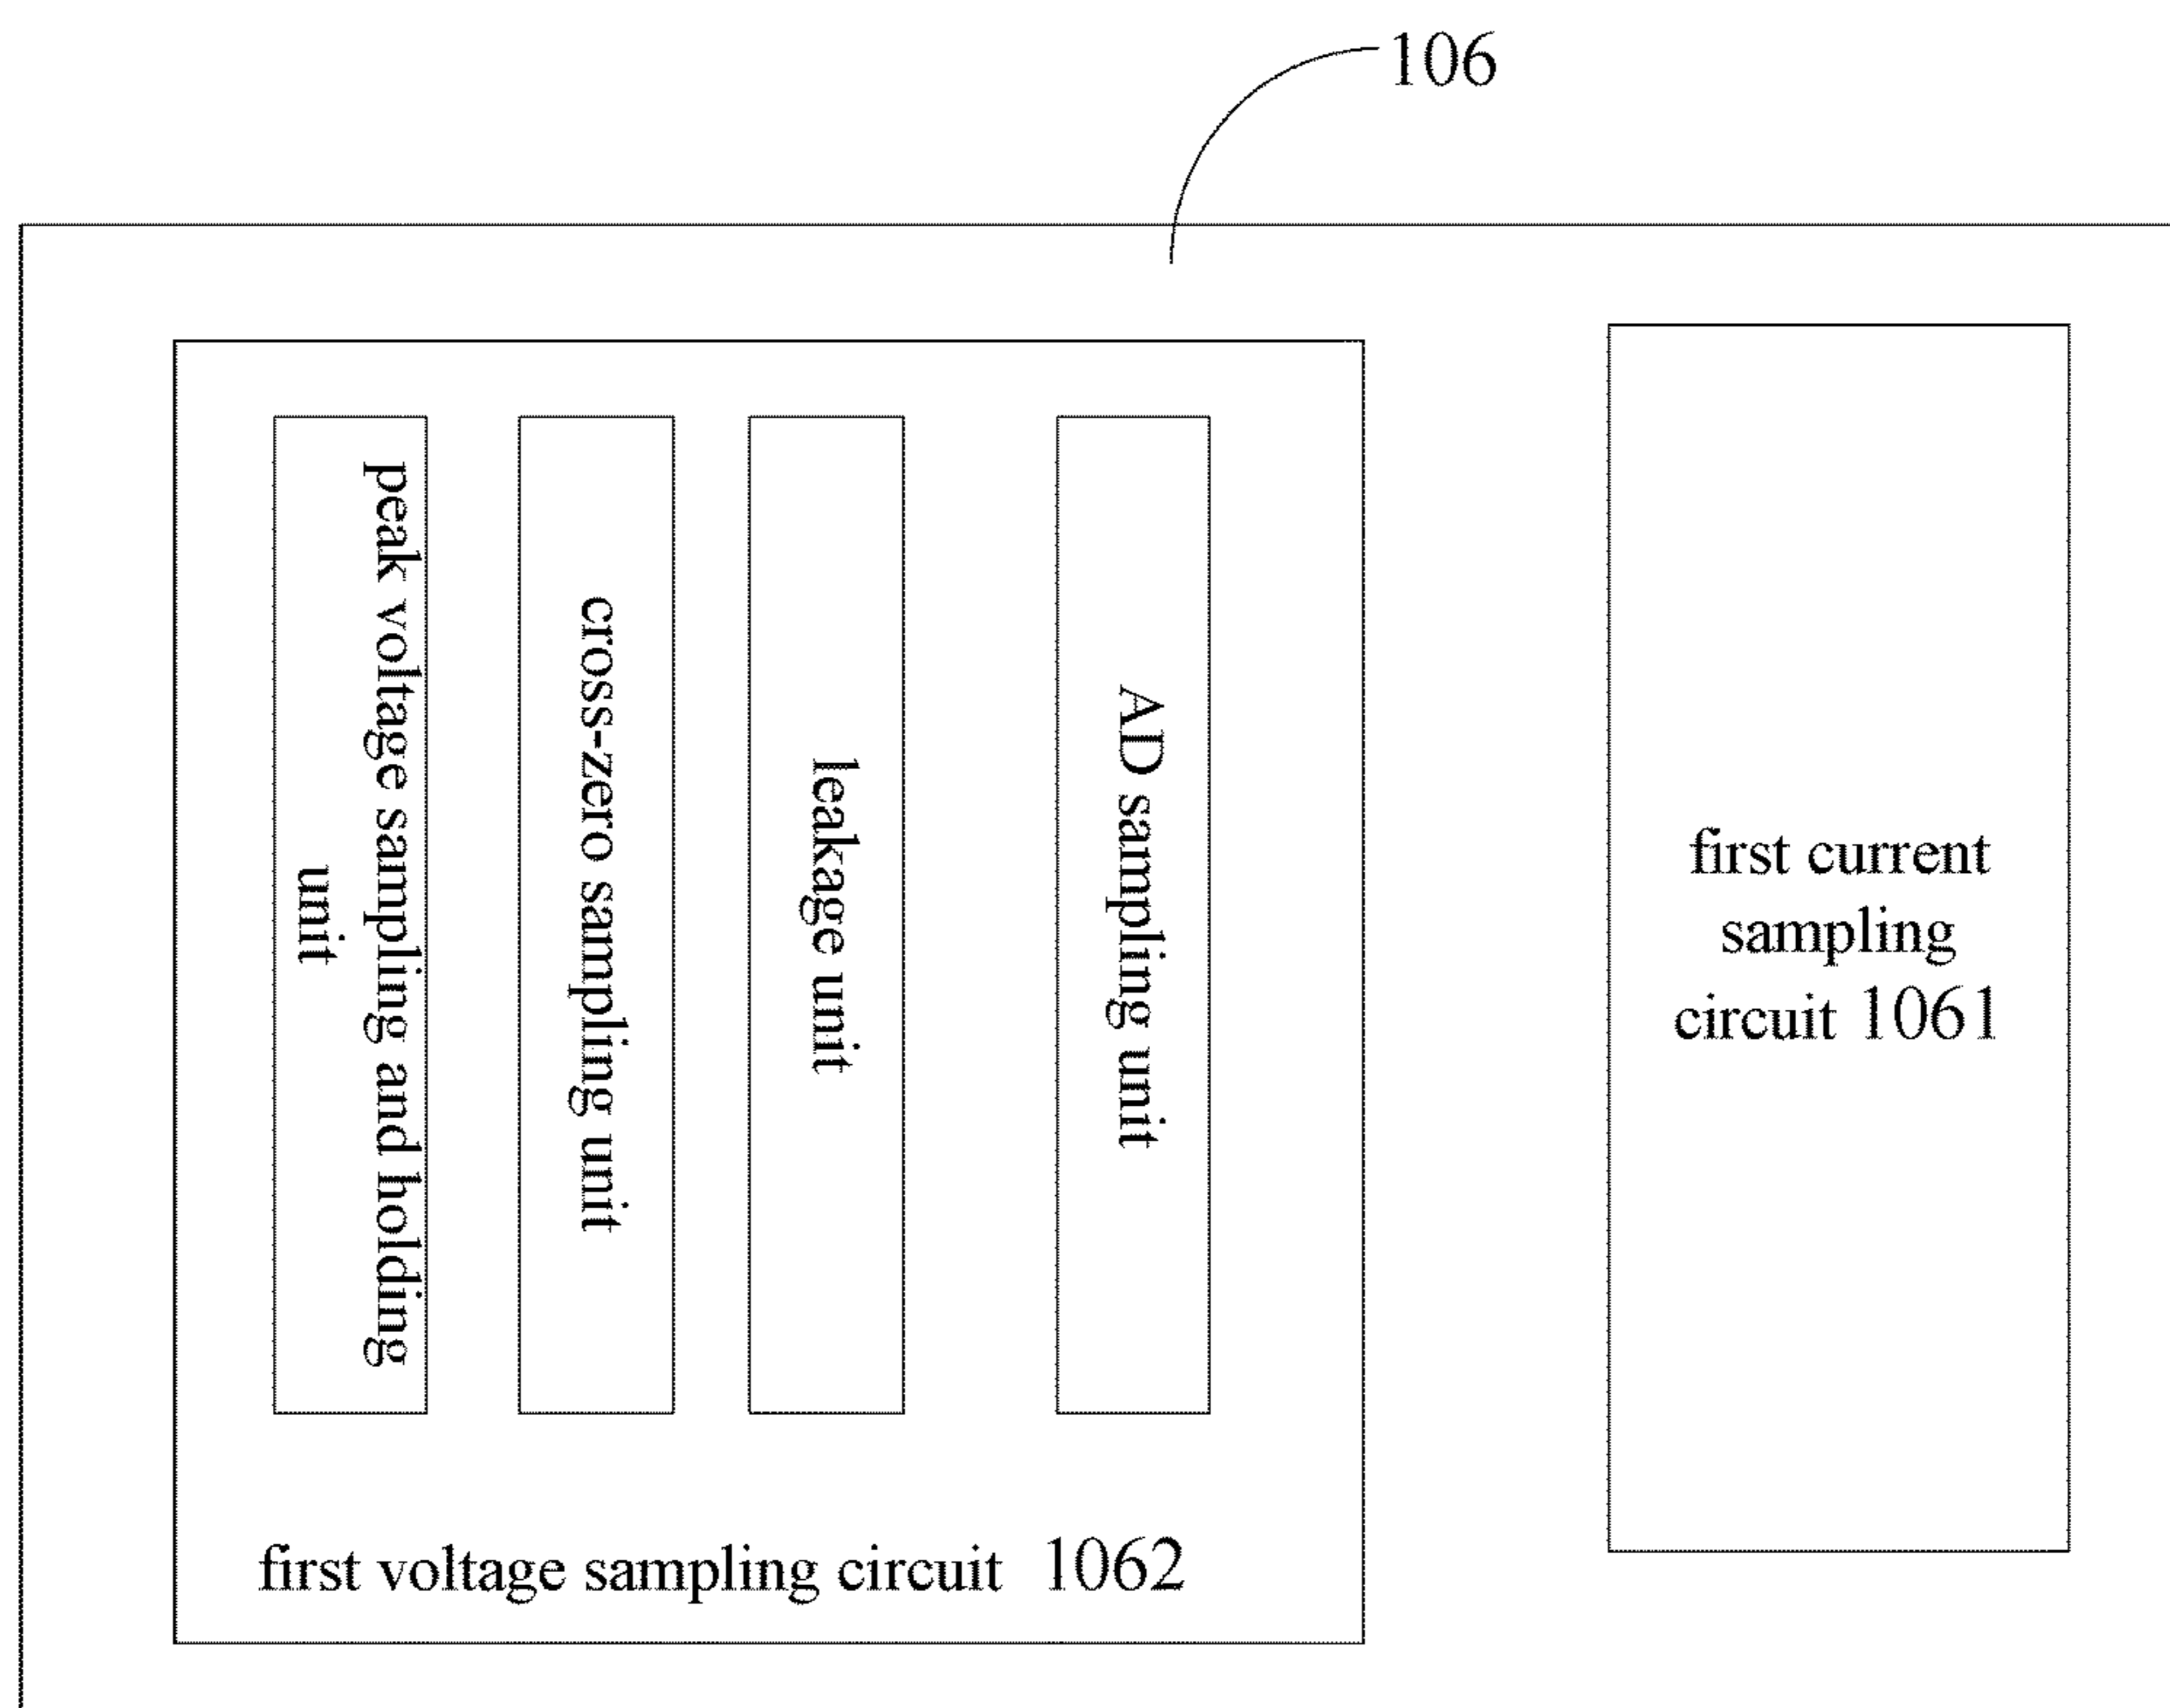 106
peak voltage sampling and holding
unit
cross-zero sampling unit
leakage unit
AD sampling unit
first voltage sampling circuit 1062
first current
sampling
circuit 1061